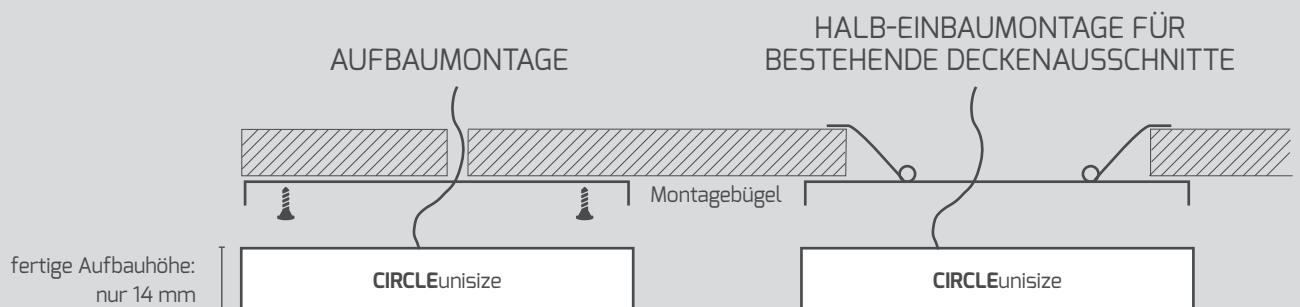 AUFBAUMONTAGE
HALB-EINBAUMONTAGE FÜR
BESTEHENDE DECKENAUSSCHNITTE
Montagebügel
fertige Aufbauhöhe:
nur 14 mm
CIRCLEunisize
CIRCLEunisize